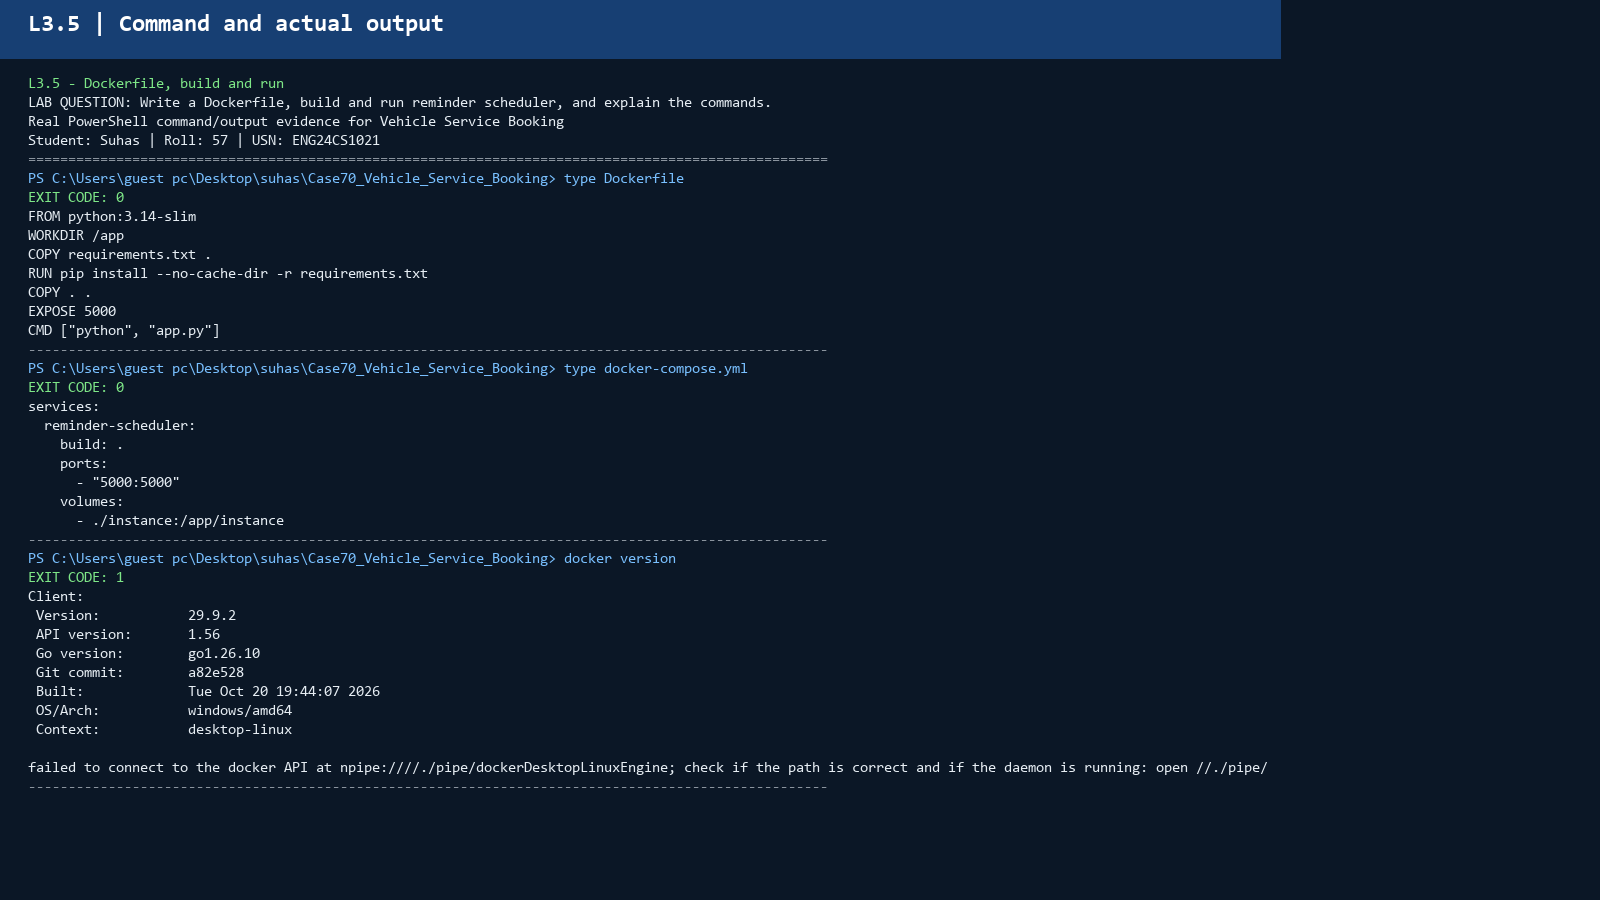 L3.5 | Command and actual output
L3.5 - Dockerfile, build and run
LAB QUESTION: Write a Dockerfile, build and run reminder scheduler, and explain the commands.
Real PowerShell command/output evidence for Vehicle Service Booking
Student: Suhas | Roll: 57 | USN: ENG24CS1021
====================================================================================================
PS C:\Users\guest pc\Desktop\suhas\Case70_Vehicle_Service_Booking> type Dockerfile
EXIT CODE: 0
FROM python:3.14-slim
WORKDIR /app
COPY requirements.txt .
RUN pip install --no-cache-dir -r requirements.txt
COPY . .
EXPOSE 5000
CMD ["python", "app.py"]
----------------------------------------------------------------------------------------------------
PS C:\Users\guest pc\Desktop\suhas\Case70_Vehicle_Service_Booking> type docker-compose.yml
EXIT CODE: 0
services:
  reminder-scheduler:
    build: .
    ports:
      - "5000:5000"
    volumes:
      - ./instance:/app/instance
----------------------------------------------------------------------------------------------------
PS C:\Users\guest pc\Desktop\suhas\Case70_Vehicle_Service_Booking> docker version
EXIT CODE: 1
Client:
 Version:           29.9.2
 API version:       1.56
 Go version:        go1.26.10
 Git commit:        a82e528
 Built:             Tue Oct 20 19:44:07 2026
 OS/Arch:           windows/amd64
 Context:           desktop-linux
failed to connect to the docker API at npipe:////./pipe/dockerDesktopLinuxEngine; check if the path is correct and if the daemon is running: open //./pipe/
----------------------------------------------------------------------------------------------------